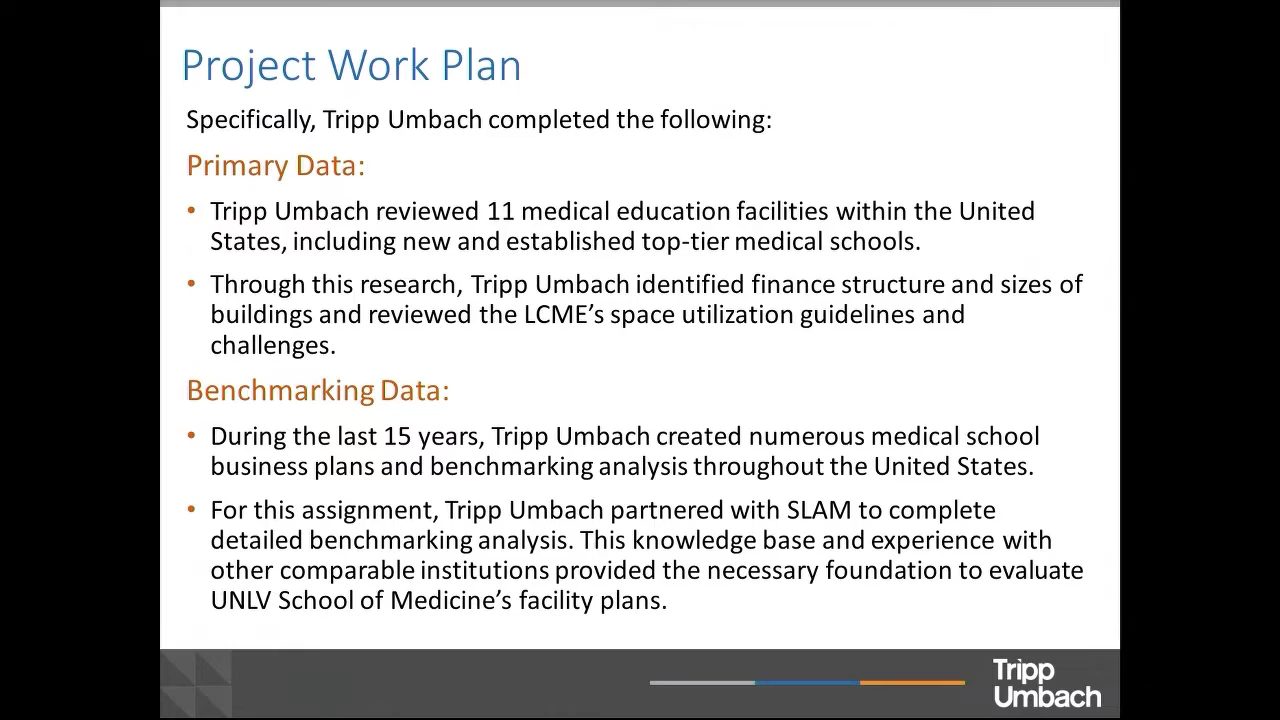 Project Work Plan
Specifically, Tripp Umbach completed the following:
Primary Data:
• Tripp Umbach reviewed 11 medical education facilities within the United
States, including new and established top-tier medical schools.
• Through this research, Tripp Umbach identified finance structure and sizes of
buildings and reviewed the LCME’s space utilization guidelines and
challenges.
Benchmarking Data:
• During the last 15 years, Tripp Umbach created numerous medical school
business plans and benchmarking analysis throughout the United States.
• For this assignment, Tripp Umbach partnered with SLAM to complete
detailed benchmarking analysis. This knowledge base and experience with
other comparable institutions provided the necessary foundation to evaluate
UNLV School of Medicine’s facility plans.
Tripp
Umbach